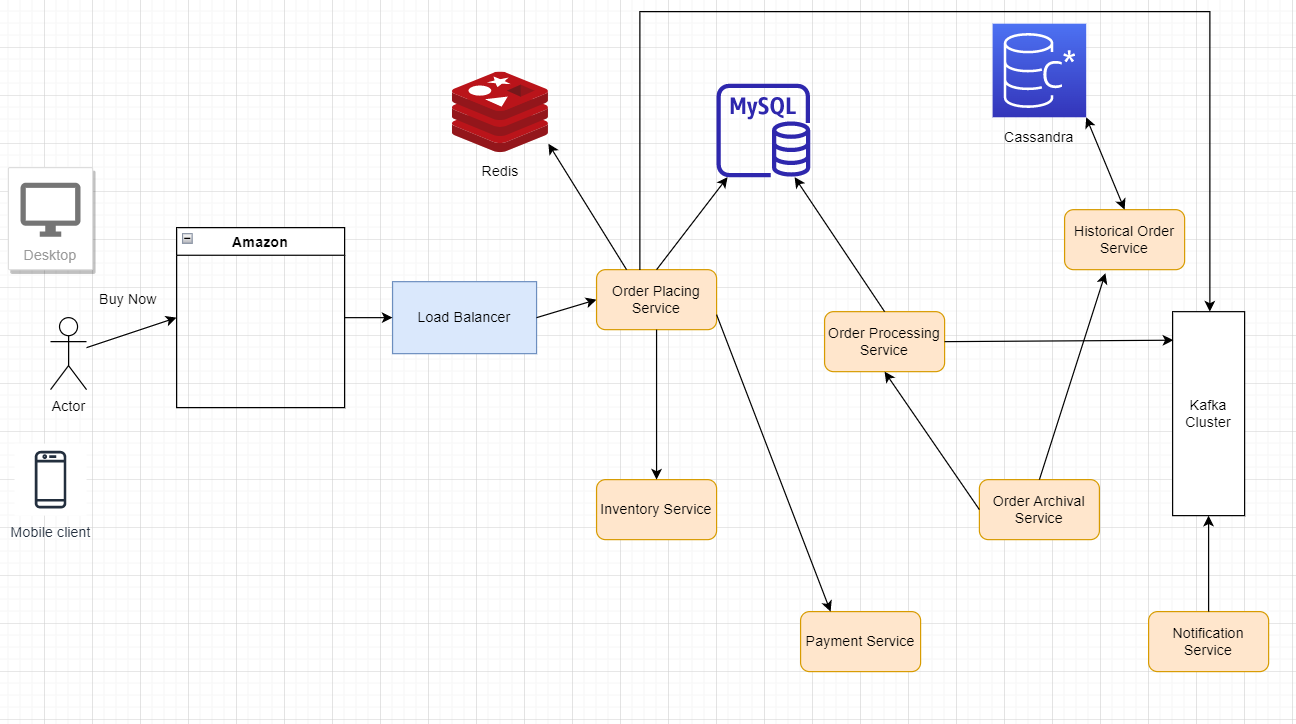 MySQL
Cassandra
Redis
Desktop
Amazon
Historical Order
Service
Buy Now
Order Placing
Service
Load Balancer
Order Processing
Service
Actor
Kafka
Cluster
Inventory Service
Order Archival
Service
Mobile client
Payment Service
Notification
Service
C*